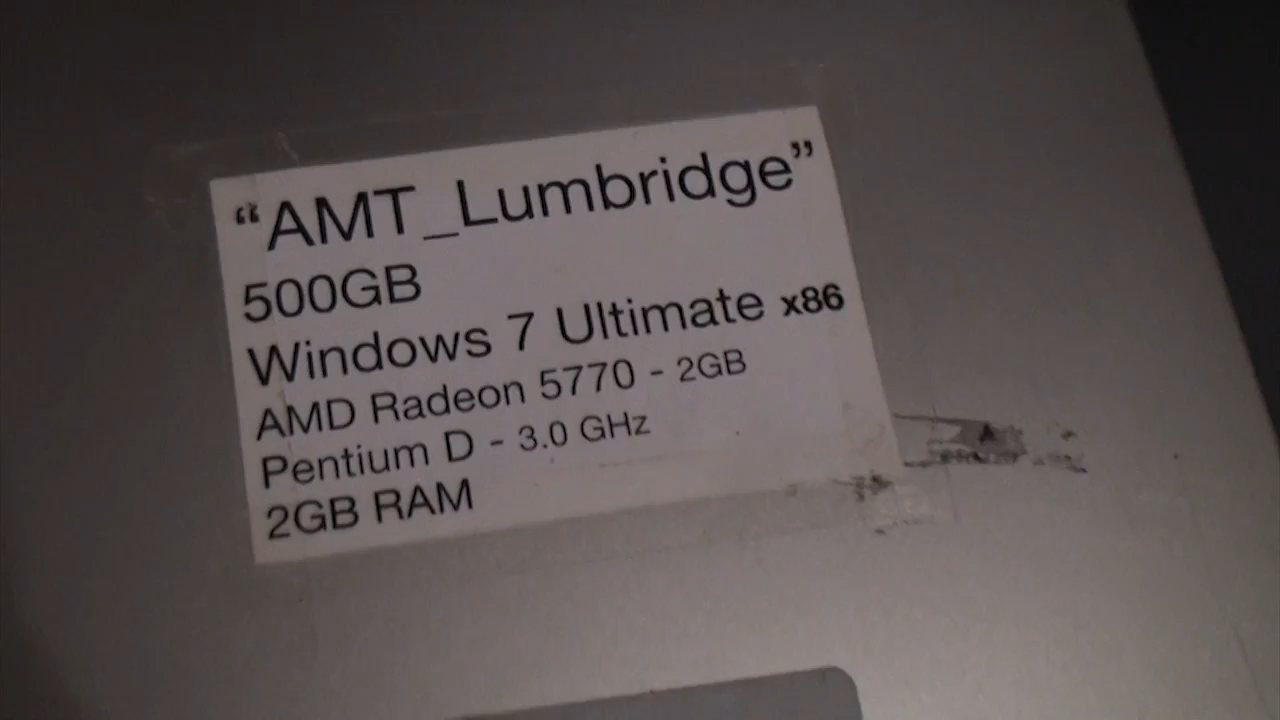 “AMT_Lumbridge”
500GB
Windows 7 Ultimate x86
AMD Radeon 5770 - 2GB
Pentium D - 3.0 GHz
2GB RAM